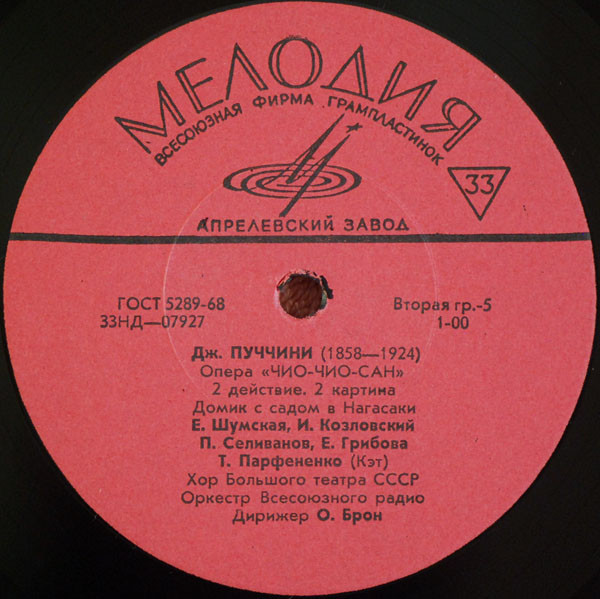 МЕЛОДИЯ
ВСЕСОЮЗНАЯ ФИРМА ГРАМПЛАСТИНОК
33
АПРЕЛЕВСКИЙ ЗАВОД
ГОСТ 5289-68 Вторая гр.-5
33НД—07927 1-00
Дж. ПУЧЧИНИ (1858—1924)
Опера «ЧИО-ЧИО-САН»
2 действие. 2 картина
Домик с садом в Нагасаки
Е. Шумская, И. Козловский
П. Селиванов, Е. Грибова
Т. Парфененко (Кэт)
Хор Большого театра СССР
Оркестр Всесоюзного радио
Дирижер О. Брон